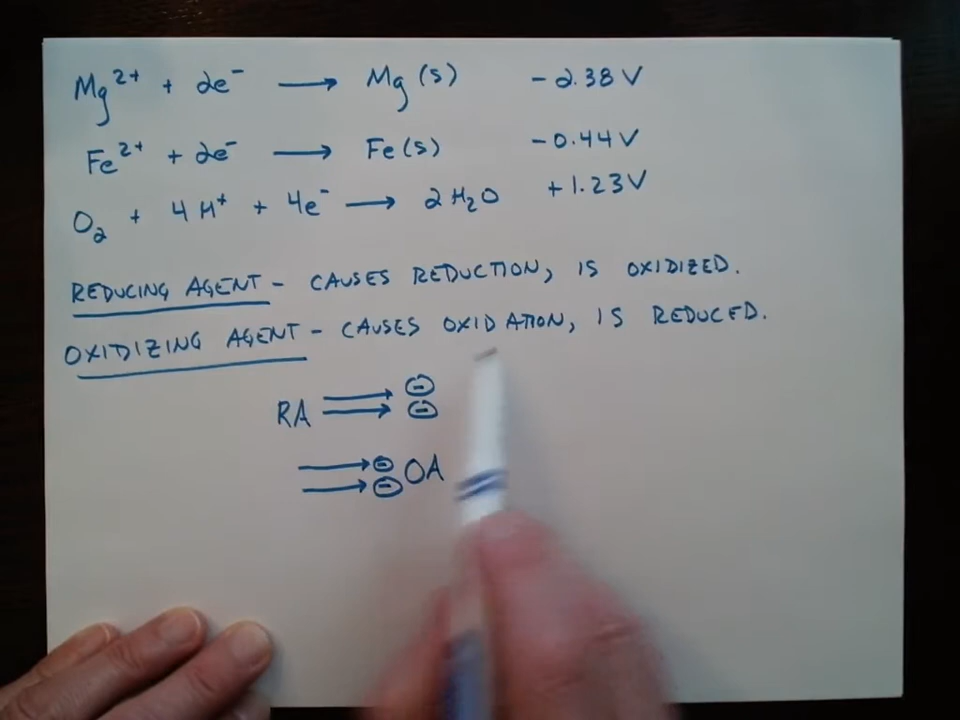 Mg²⁺ + 2e⁻ → Mg(s) -2.38 V
Fe²⁺ + 2e⁻ → Fe(s) -0.44V
O₂ + 4H⁺ + 4e⁻ → 2H₂O +1.23V
REDUCING AGENT - CAUSES REDUCTION, IS OXIDIZED.
OXIDIZING AGENT - CAUSES OXIDATION, IS REDUCED.
RA ⇉ ⊖ ⊖
⇉ ⊖ ⊖ OA